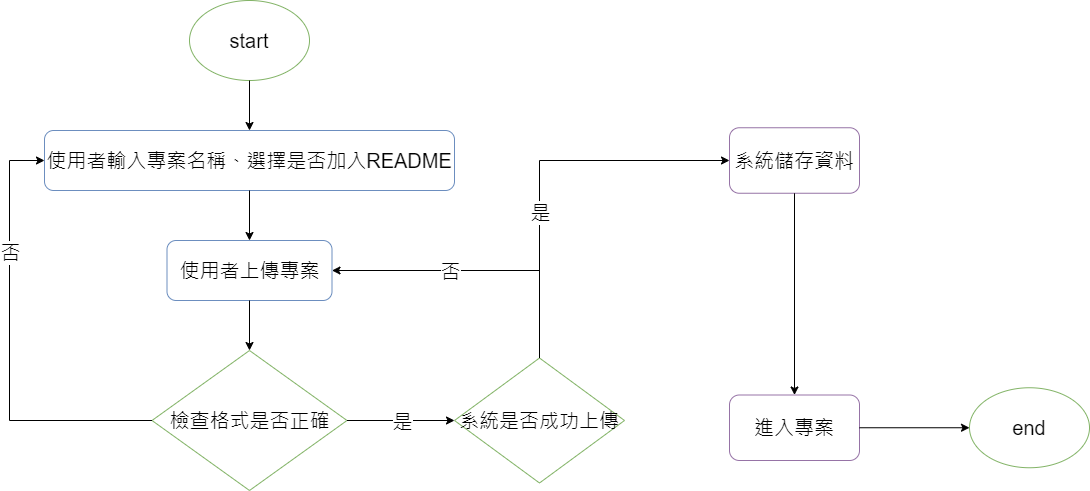 start
使用者輸入專案名稱、選擇是否加入README
系統儲存資料
是
否
使用者上傳專案
否
檢查格式是否正確
是
系統是否成功上傳
進入專案
end